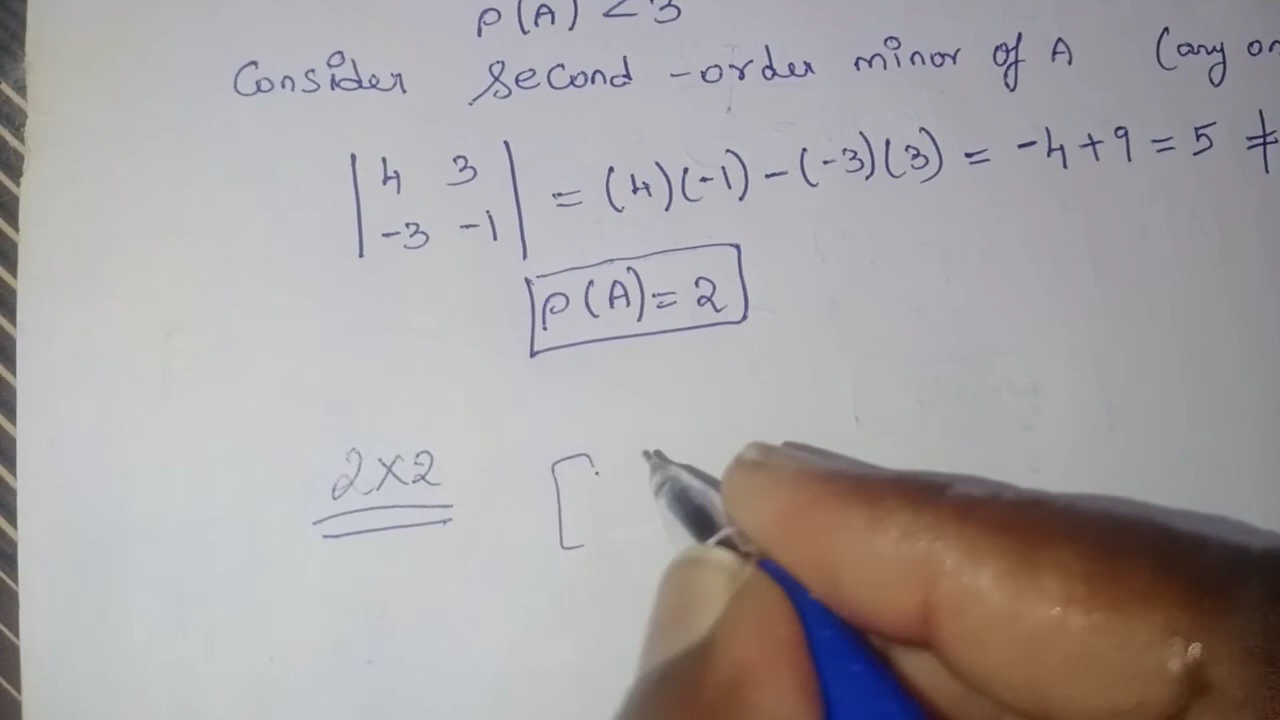 ρ(A) < 3
Consider Second-order minor of A (any
| 4 3 | = (4)(-1) - (-3)(3) = -4+9 = 5 ≠
| -3 -1 |
ρ(A) = 2
2×2 [